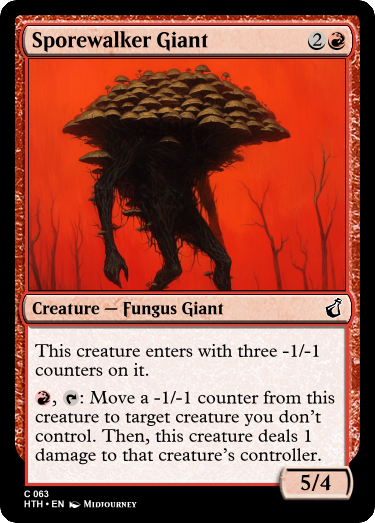 Sporewalker Giant 2
Creature — Fungus Giant
This creature enters with three -1/-1
counters on it.
, : Move a -1/-1 counter from this
creature to target creature you don't
control. Then, this creature deals 1
damage to that creature's controller.
5/4
C 063
HTH • EN Midjourney